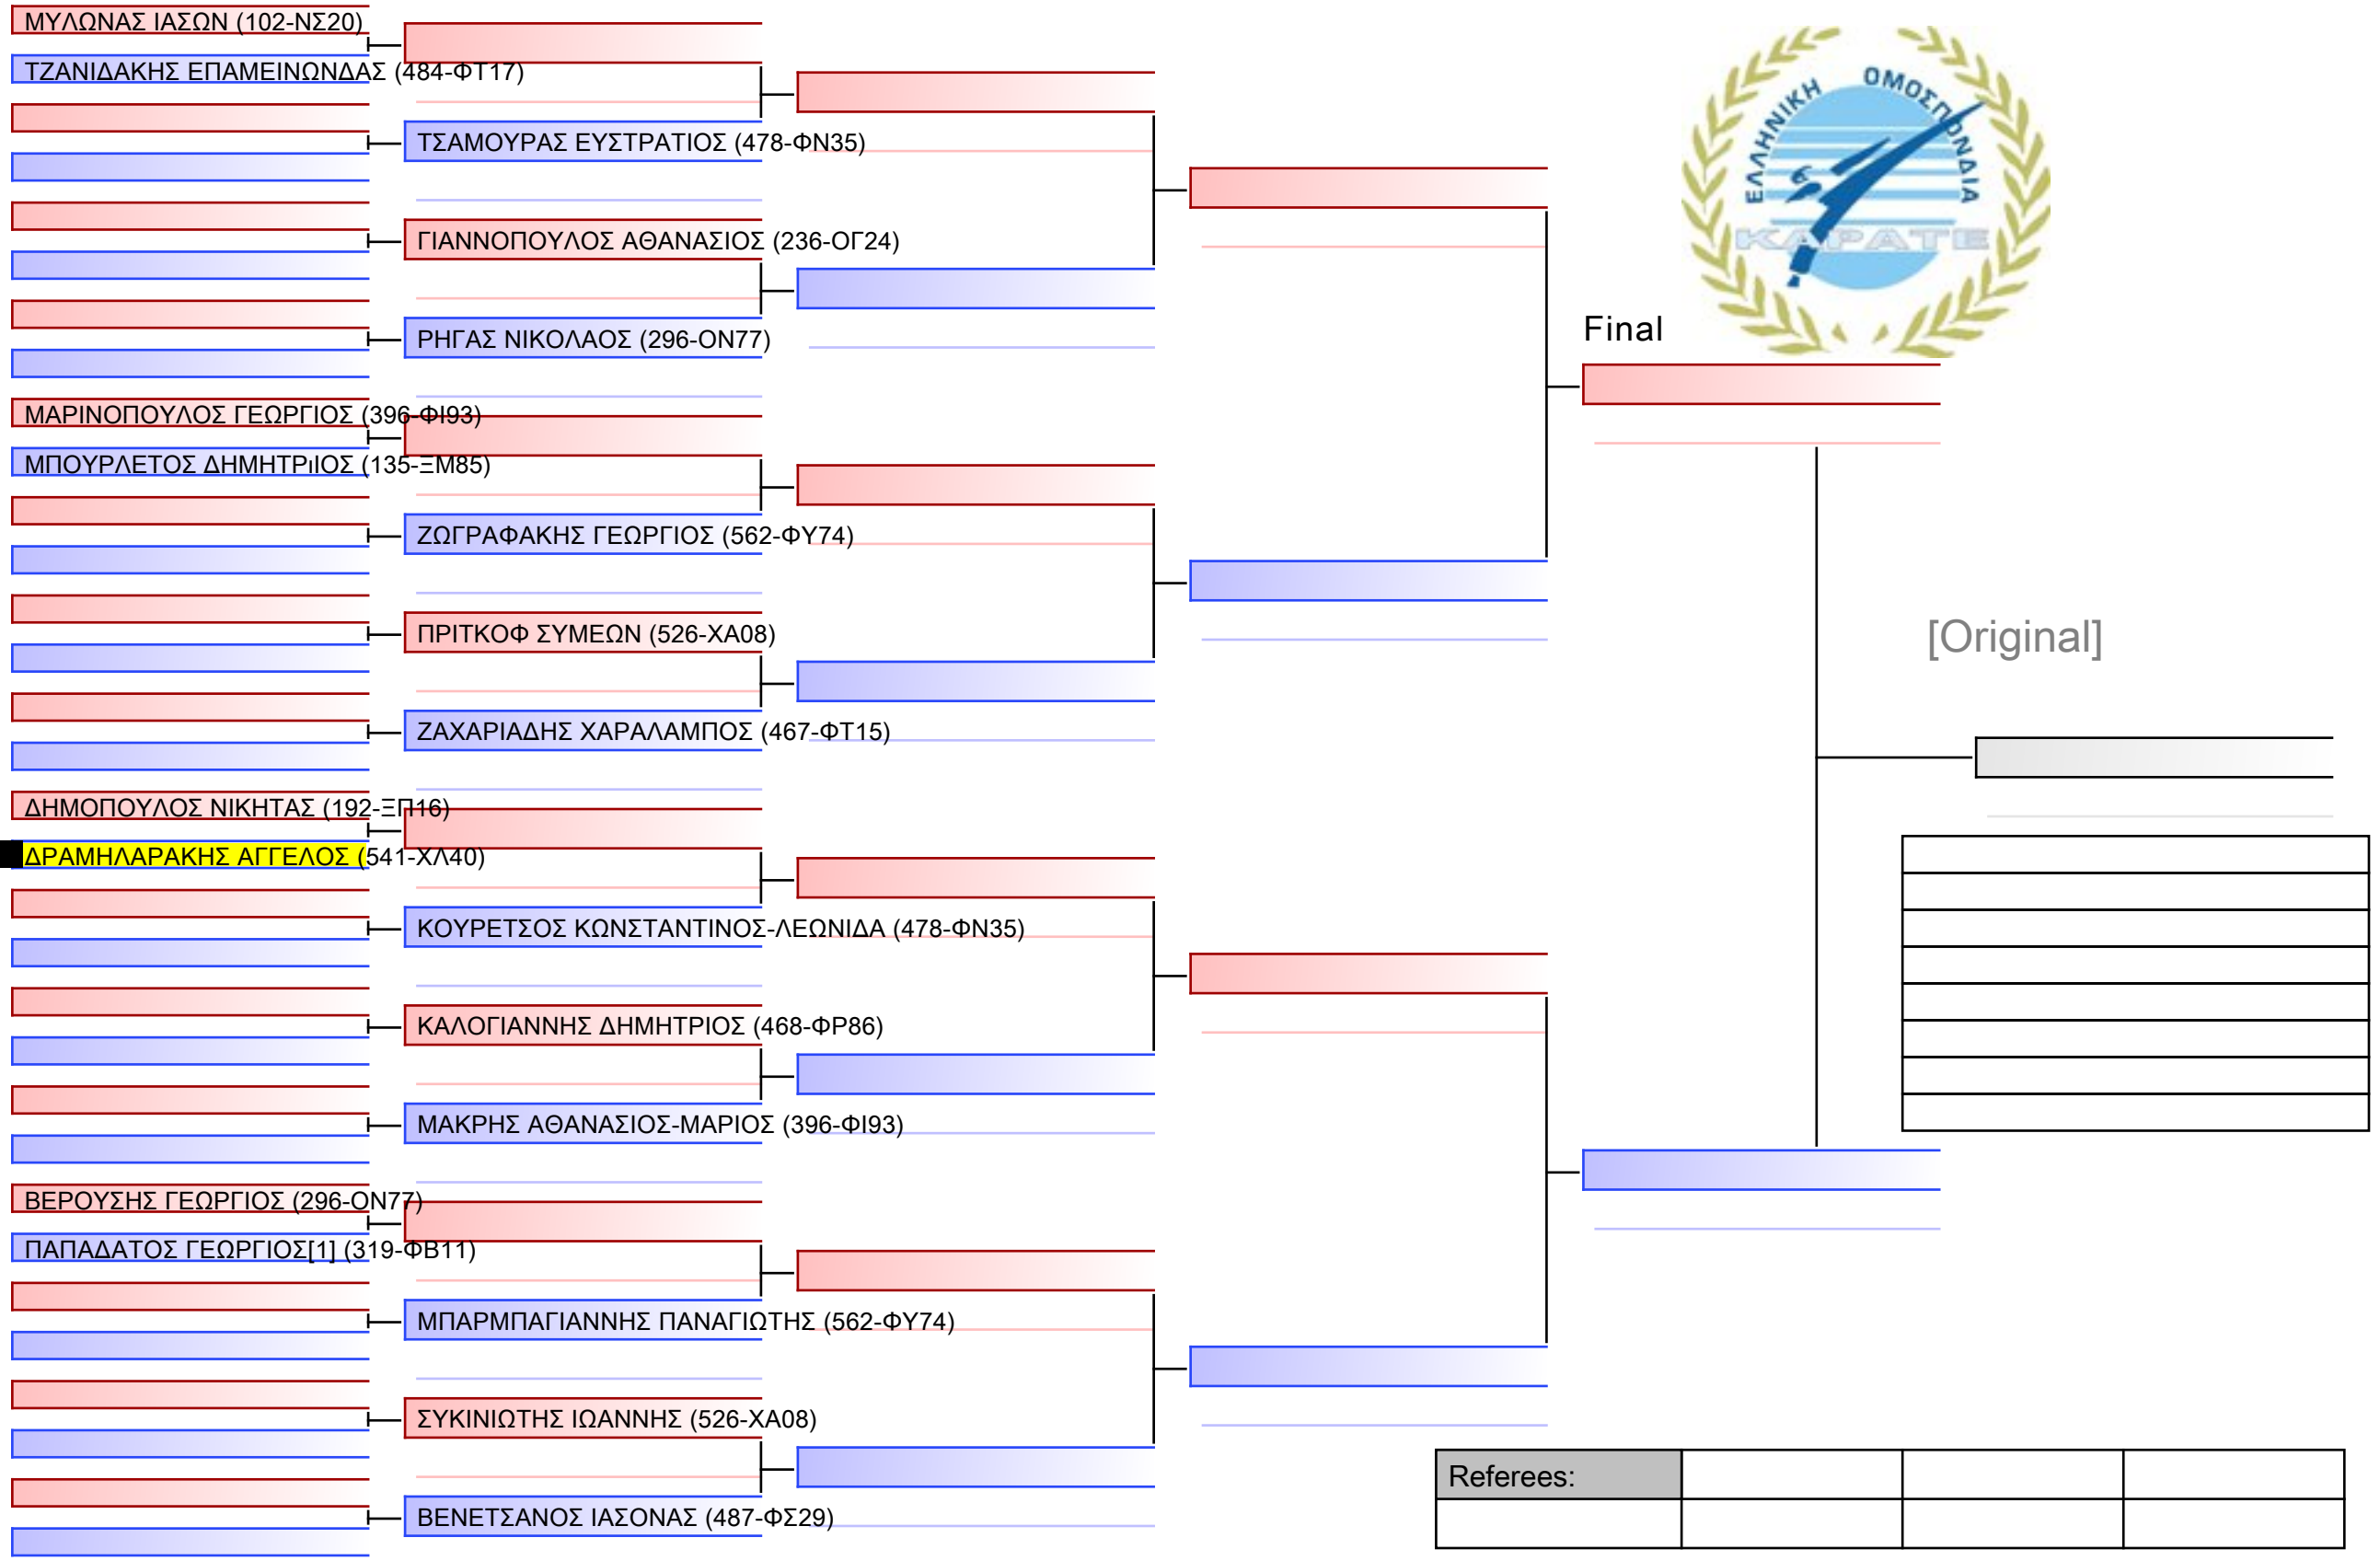 ΜΥΛΩΝΑΣ ΙΑΣΩΝ (102-ΝΣ20)
ΤΖΑΝΙΔΑΚΗΣ ΕΠΑΜΕΙΝΩΝΔΑΣ (484-ΦΤ17)
ΤΣΑΜΟΥΡΑΣ ΕΥΣΤΡΑΤΙΟΣ (478-ΦΝ35)
ΓΙΑΝΝΟΠΟΥΛΟΣ ΑΘΑΝΑΣΙΟΣ (236-ΟΓ24)
ΡΗΓΑΣ ΝΙΚΟΛΑΟΣ (296-ΟΝ77)
ΜΑΡΙΝΟΠΟΥΛΟΣ ΓΕΩΡΓΙΟΣ (396-ΦΙ93)
ΜΠΟΥΡΛΕΤΟΣ ΔΗΜΗΤΡιΙΟΣ (135-ΞΜ85)
ΖΩΓΡΑΦΑΚΗΣ ΓΕΩΡΓΙΟΣ (562-ΦΥ74)
ΠΡΙΤΚΟΦ ΣΥΜΕΩΝ (526-ΧΑ08)
ΖΑΧΑΡΙΑΔΗΣ ΧΑΡΑΛΑΜΠΟΣ (467-ΦΤ15)
ΔΗΜΟΠΟΥΛΟΣ ΝΙΚΗΤΑΣ (192-ΞΠ16)
ΔΡΑΜΗΛΑΡΑΚΗΣ ΑΓΓΕΛΟΣ (541-ΧΛ40)
ΚΟΥΡΕΤΣΟΣ ΚΩΝΣΤΑΝΤΙΝΟΣ-ΛΕΩΝΙΔΑ (478-ΦΝ35)
ΚΑΛΟΓΙΑΝΝΗΣ ΔΗΜΗΤΡΙΟΣ (468-ΦΡ86)
ΜΑΚΡΗΣ ΑΘΑΝΑΣΙΟΣ-ΜΑΡΙΟΣ (396-ΦΙ93)
ΒΕΡΟΥΣΗΣ ΓΕΩΡΓΙΟΣ (296-ΟΝ77)
ΠΑΠΑΔΑΤΟΣ ΓΕΩΡΓΙΟΣ[1] (319-ΦΒ11)
ΜΠΑΡΜΠΑΓΙΑΝΝΗΣ ΠΑΝΑΓΙΩΤΗΣ (562-ΦΥ74)
ΣΥΚΙΝΙΩΤΗΣ ΙΩΑΝΝΗΣ (526-ΧΑ08)
ΒΕΝΕΤΣΑΝΟΣ ΙΑΣΟΝΑΣ (487-ΦΣ29)
ΕΛΛΗΝΙΚΗ ΟΜΟΣΠΟΝΔΙΑ
ΚΑΡΑΤΕ
Final
[Original]
Referees: